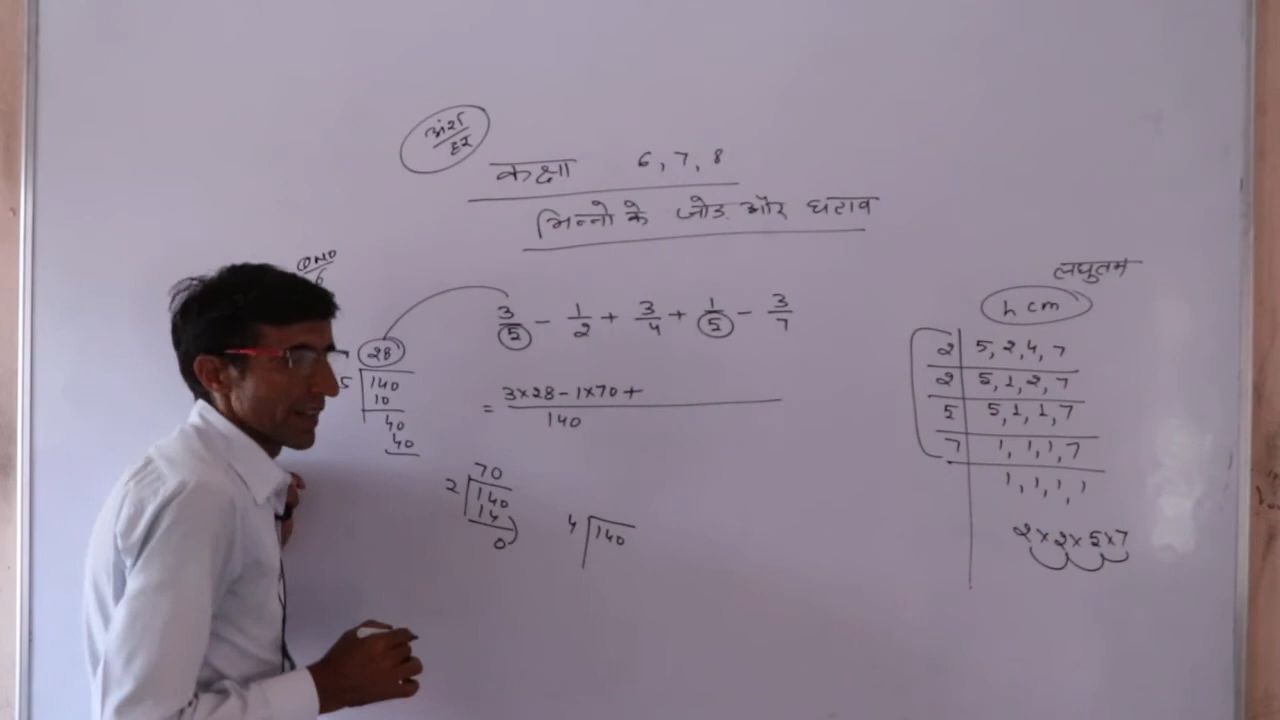 अंश
हर
कक्षा 6, 7, 8
भिन्नो के जोड और घटाव
QNO
6
3/5 - 1/2 + 3/4 + 1/5 - 3/7
= 3×28 - 1×70 +
140
28
5 140
10
40
40
70
2 140
14
0
4 140
लघुतम
Lcm
2 5, 2, 4, 7
2 5, 1, 2, 7
5 5, 1, 1, 7
7 1, 1, 1, 7
1, 1, 1, 1
2×2×5×7